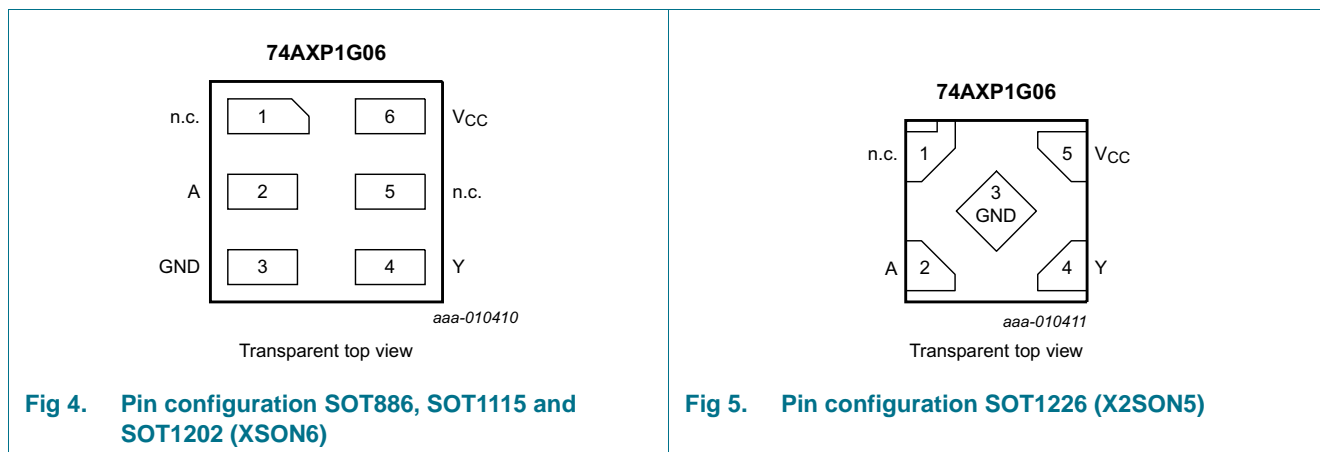 74AXP1G06
n.c. 1 6 VCC
A 2 5 n.c.
GND 3 4 Y
aaa-010410
Transparent top view
Fig 4. Pin configuration SOT886, SOT1115 and
SOT1202 (XSON6)
74AXP1G06
n.c. 1 5 VCC
3
GND
A 2 4 Y
aaa-010411
Transparent top view
Fig 5. Pin configuration SOT1226 (X2SON5)